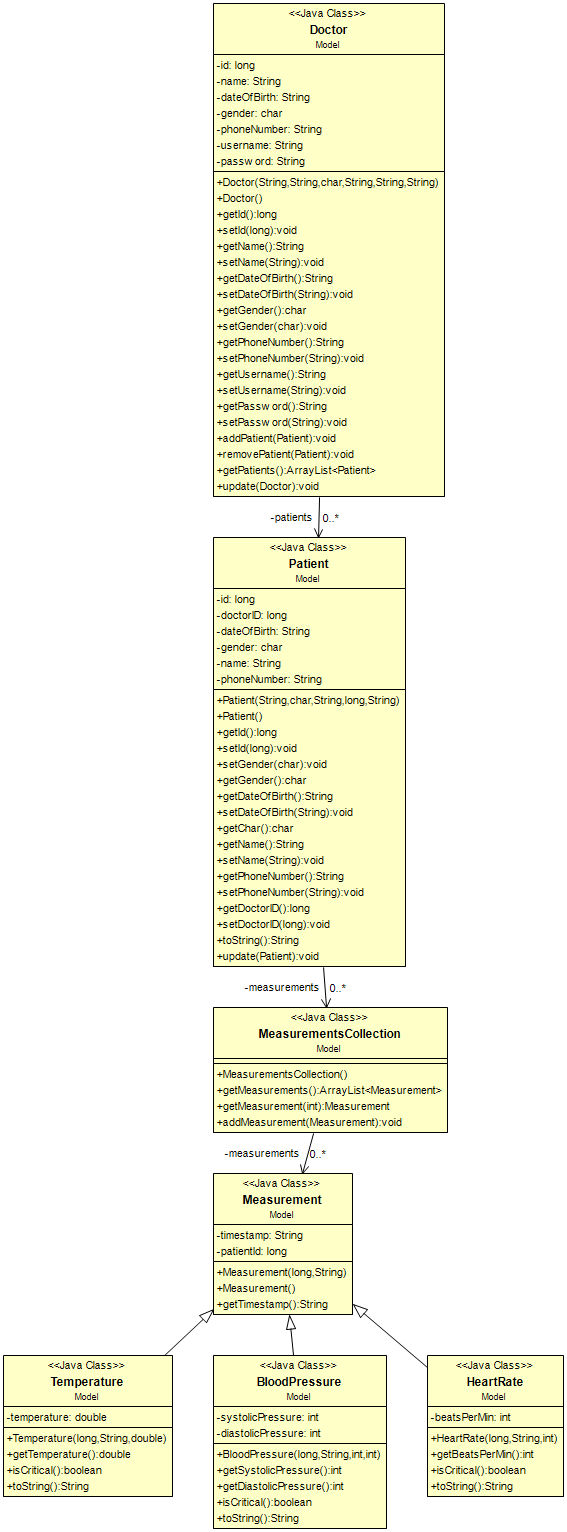 <<Java Class>>
Doctor
Model
-id: long
-name: String
-dateOfBirth: String
-gender: char
-phoneNumber: String
-username: String
-password: String
+Doctor(String,String,char,String,String,String)
+Doctor()
+getId():long
+setId(long):void
+getName():String
+setName(String):void
+getDateOfBirth():String
+setDateOfBirth(String):void
+getGender():char
+setGender(char):void
+getPhoneNumber():String
+setPhoneNumber(String):void
+getUsername():String
+setUsername(String):void
+getPassword():String
+setPassword(String):void
+addPatient(Patient):void
+removePatient(Patient):void
+getPatients():ArrayList<Patient>
+update(Doctor):void
-patients 0..*
<<Java Class>>
Patient
Model
-id: long
-doctorID: long
-dateOfBirth: String
-gender: char
-name: String
-phoneNumber: String
+Patient(String,char,String,long,String)
+Patient()
+getId():long
+setId(long):void
+setGender(char):void
+getGender():char
+getDateOfBirth():String
+setDateOfBirth(String):void
+getChar():char
+getName():String
+setName(String):void
+getPhoneNumber():String
+setPhoneNumber(String):void
+getDoctorID():long
+setDoctorID(long):void
+toString():String
+update(Patient):void
-measurements 0..*
<<Java Class>>
MeasurementsCollection
Model
+MeasurementsCollection()
+getMeasurements():ArrayList<Measurement>
+getMeasurement(int):Measurement
+addMeasurement(Measurement):void
-measurements 0..*
<<Java Class>>
Measurement
Model
-timestamp: String
-patientId: long
+Measurement(long,String)
+Measurement()
+getTimestamp():String
<<Java Class>>
Temperature
Model
-temperature: double
+Temperature(long,String,double)
+getTemperature():double
+isCritical():boolean
+toString():String
<<Java Class>>
BloodPressure
Model
-systolicPressure: int
-diastolicPressure: int
+BloodPressure(long,String,int,int)
+getSystolicPressure():int
+getDiastolicPressure():int
+isCritical():boolean
+toString():String
<<Java Class>>
HeartRate
Model
-beatsPerMin: int
+HeartRate(long,String,int)
+getBeatsPerMin():int
+isCritical():boolean
+toString():String